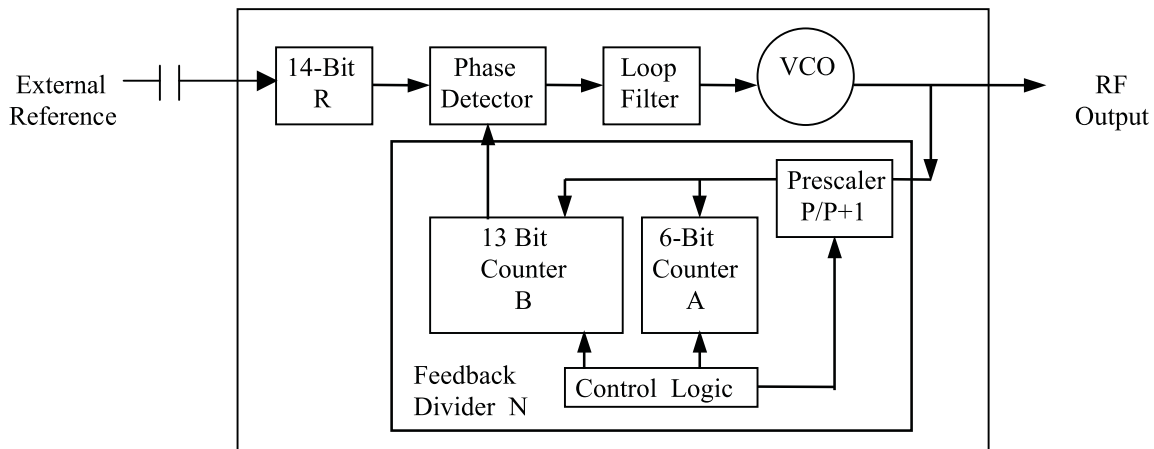 External
Reference
14-Bit
R
Phase
Detector
Loop
Filter
VCO
RF
Output
Prescaler
P/P+1
13 Bit
Counter
B
6-Bit
Counter
A
Feedback
Divider N
Control Logic